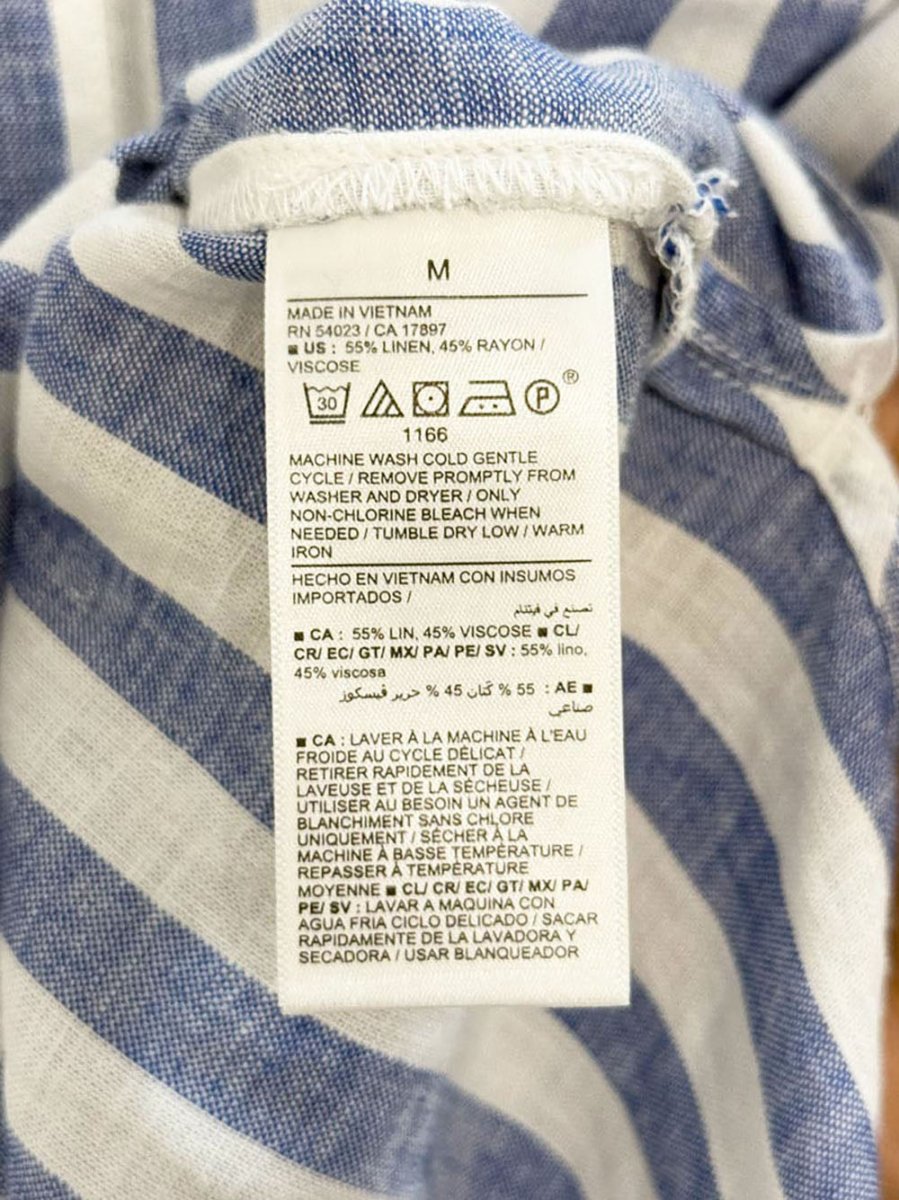 M
MADE IN VIETNAM
RN 54023 / CA 17897
■ US : 55% LINEN, 45% RAYON /
VISCOSE
30 P ®
1166
MACHINE WASH COLD GENTLE
CYCLE / REMOVE PROMPTLY FROM
WASHER AND DRYER / ONLY
NON-CHLORINE BLEACH WHEN
NEEDED / TUMBLE DRY LOW / WARM
IRON
HECHO EN VIETNAM CON INSUMOS
IMPORTADOS /
تصنع في فيتنام
■ CA : 55% LIN, 45% VISCOSE ■ CL/
CR/ EC/ GT/ MX/ PA/ PE/ SV : 55% lino,
45% viscosa
■ AE : 55 % كَتان 45 % حرير ڤيسكوز
صناعي
■ CA : LAVER À LA MACHINE À L'EAU
FROIDE AU CYCLE DÉLICAT /
RETIRER RAPIDEMENT DE LA
LAVEUSE ET DE LA SÉCHEUSE /
UTILISER AU BESOIN UN AGENT DE
BLANCHIMENT SANS CHLORE
UNIQUEMENT / SÉCHER À LA
MACHINE À BASSE TEMPÉRATURE /
REPASSER À TEMPÉRATURE
MOYENNE ■ CL/ CR/ EC/ GT/ MX/ PA/
PE/ SV : LAVAR A MAQUINA CON
AGUA FRIA CICLO DELICADO / SACAR
RAPIDAMENTE DE LA LAVADORA Y
SECADORA / USAR BLANQUEADOR